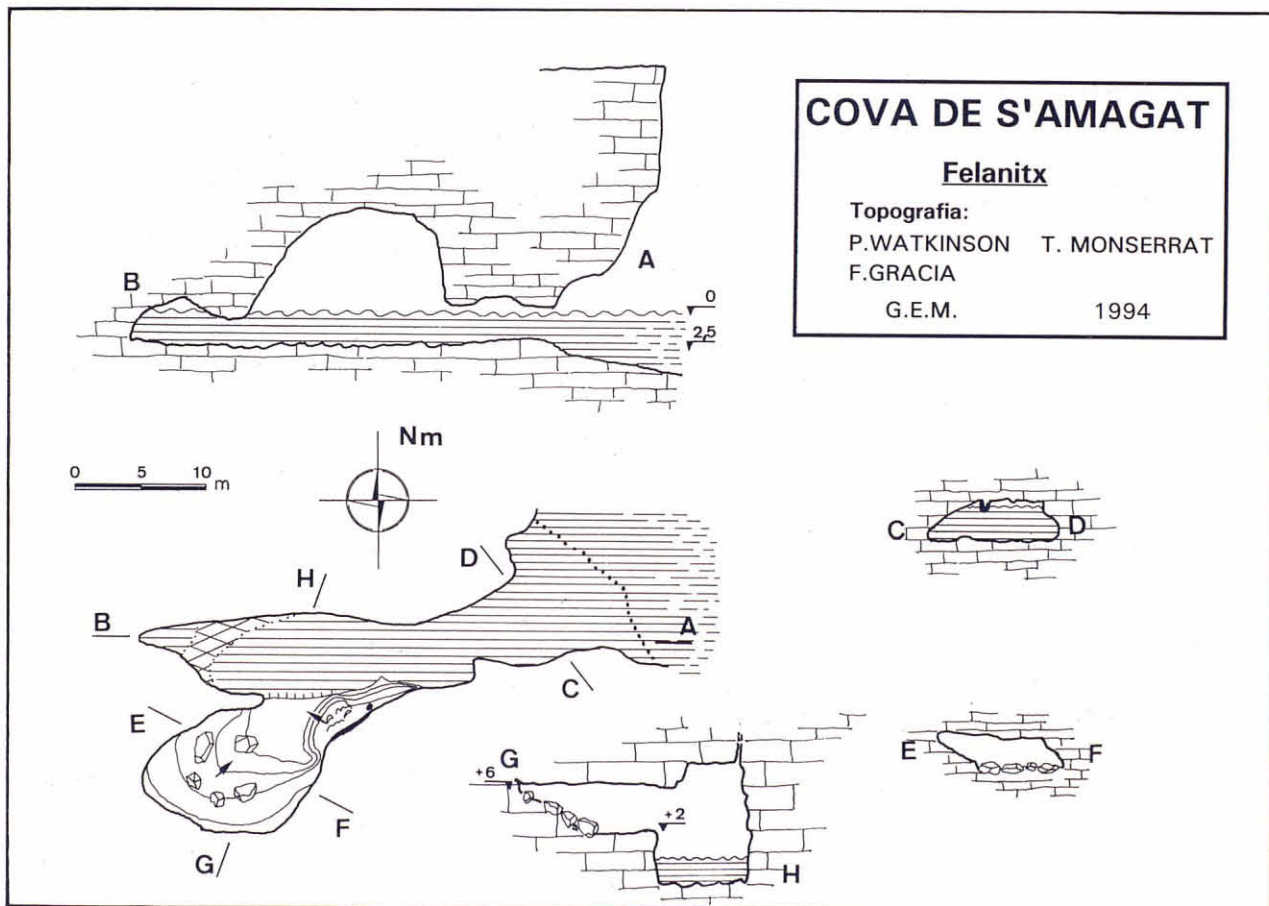 COVA DE S'AMAGAT
Felanitx
Topografia:
P.WATKINSON T. MONSERRAT
F.GRACIA
G.E.M. 1994
A
B
0
2,5
Nm
0 5 10 m
D
H
B
A
C
E
F
G
C D
E F
G
+6
+2
H